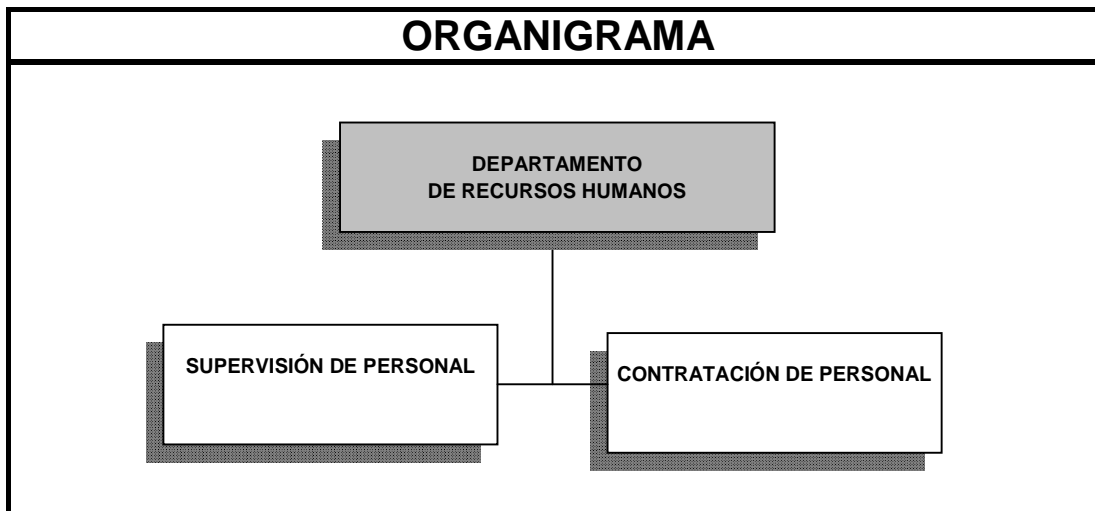 ORGANIGRAMA
DEPARTAMENTO
DE RECURSOS HUMANOS
SUPERVISIÓN DE PERSONAL
CONTRATACIÓN DE PERSONAL